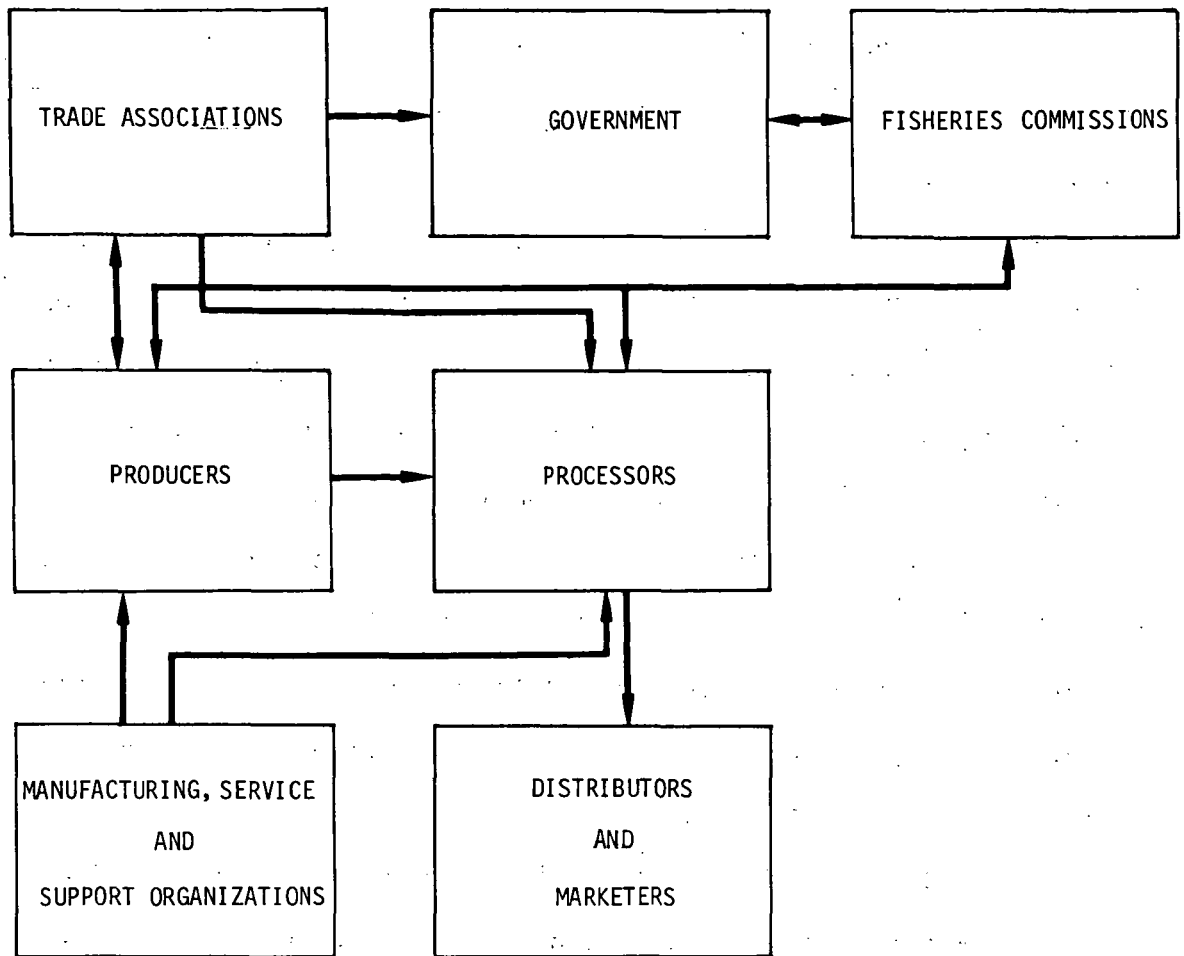 TRADE ASSOCIATIONS
GOVERNMENT
FISHERIES COMMISSIONS
PRODUCERS
PROCESSORS
MANUFACTURING, SERVICE
AND
SUPPORT ORGANIZATIONS
DISTRIBUTORS
AND
MARKETERS